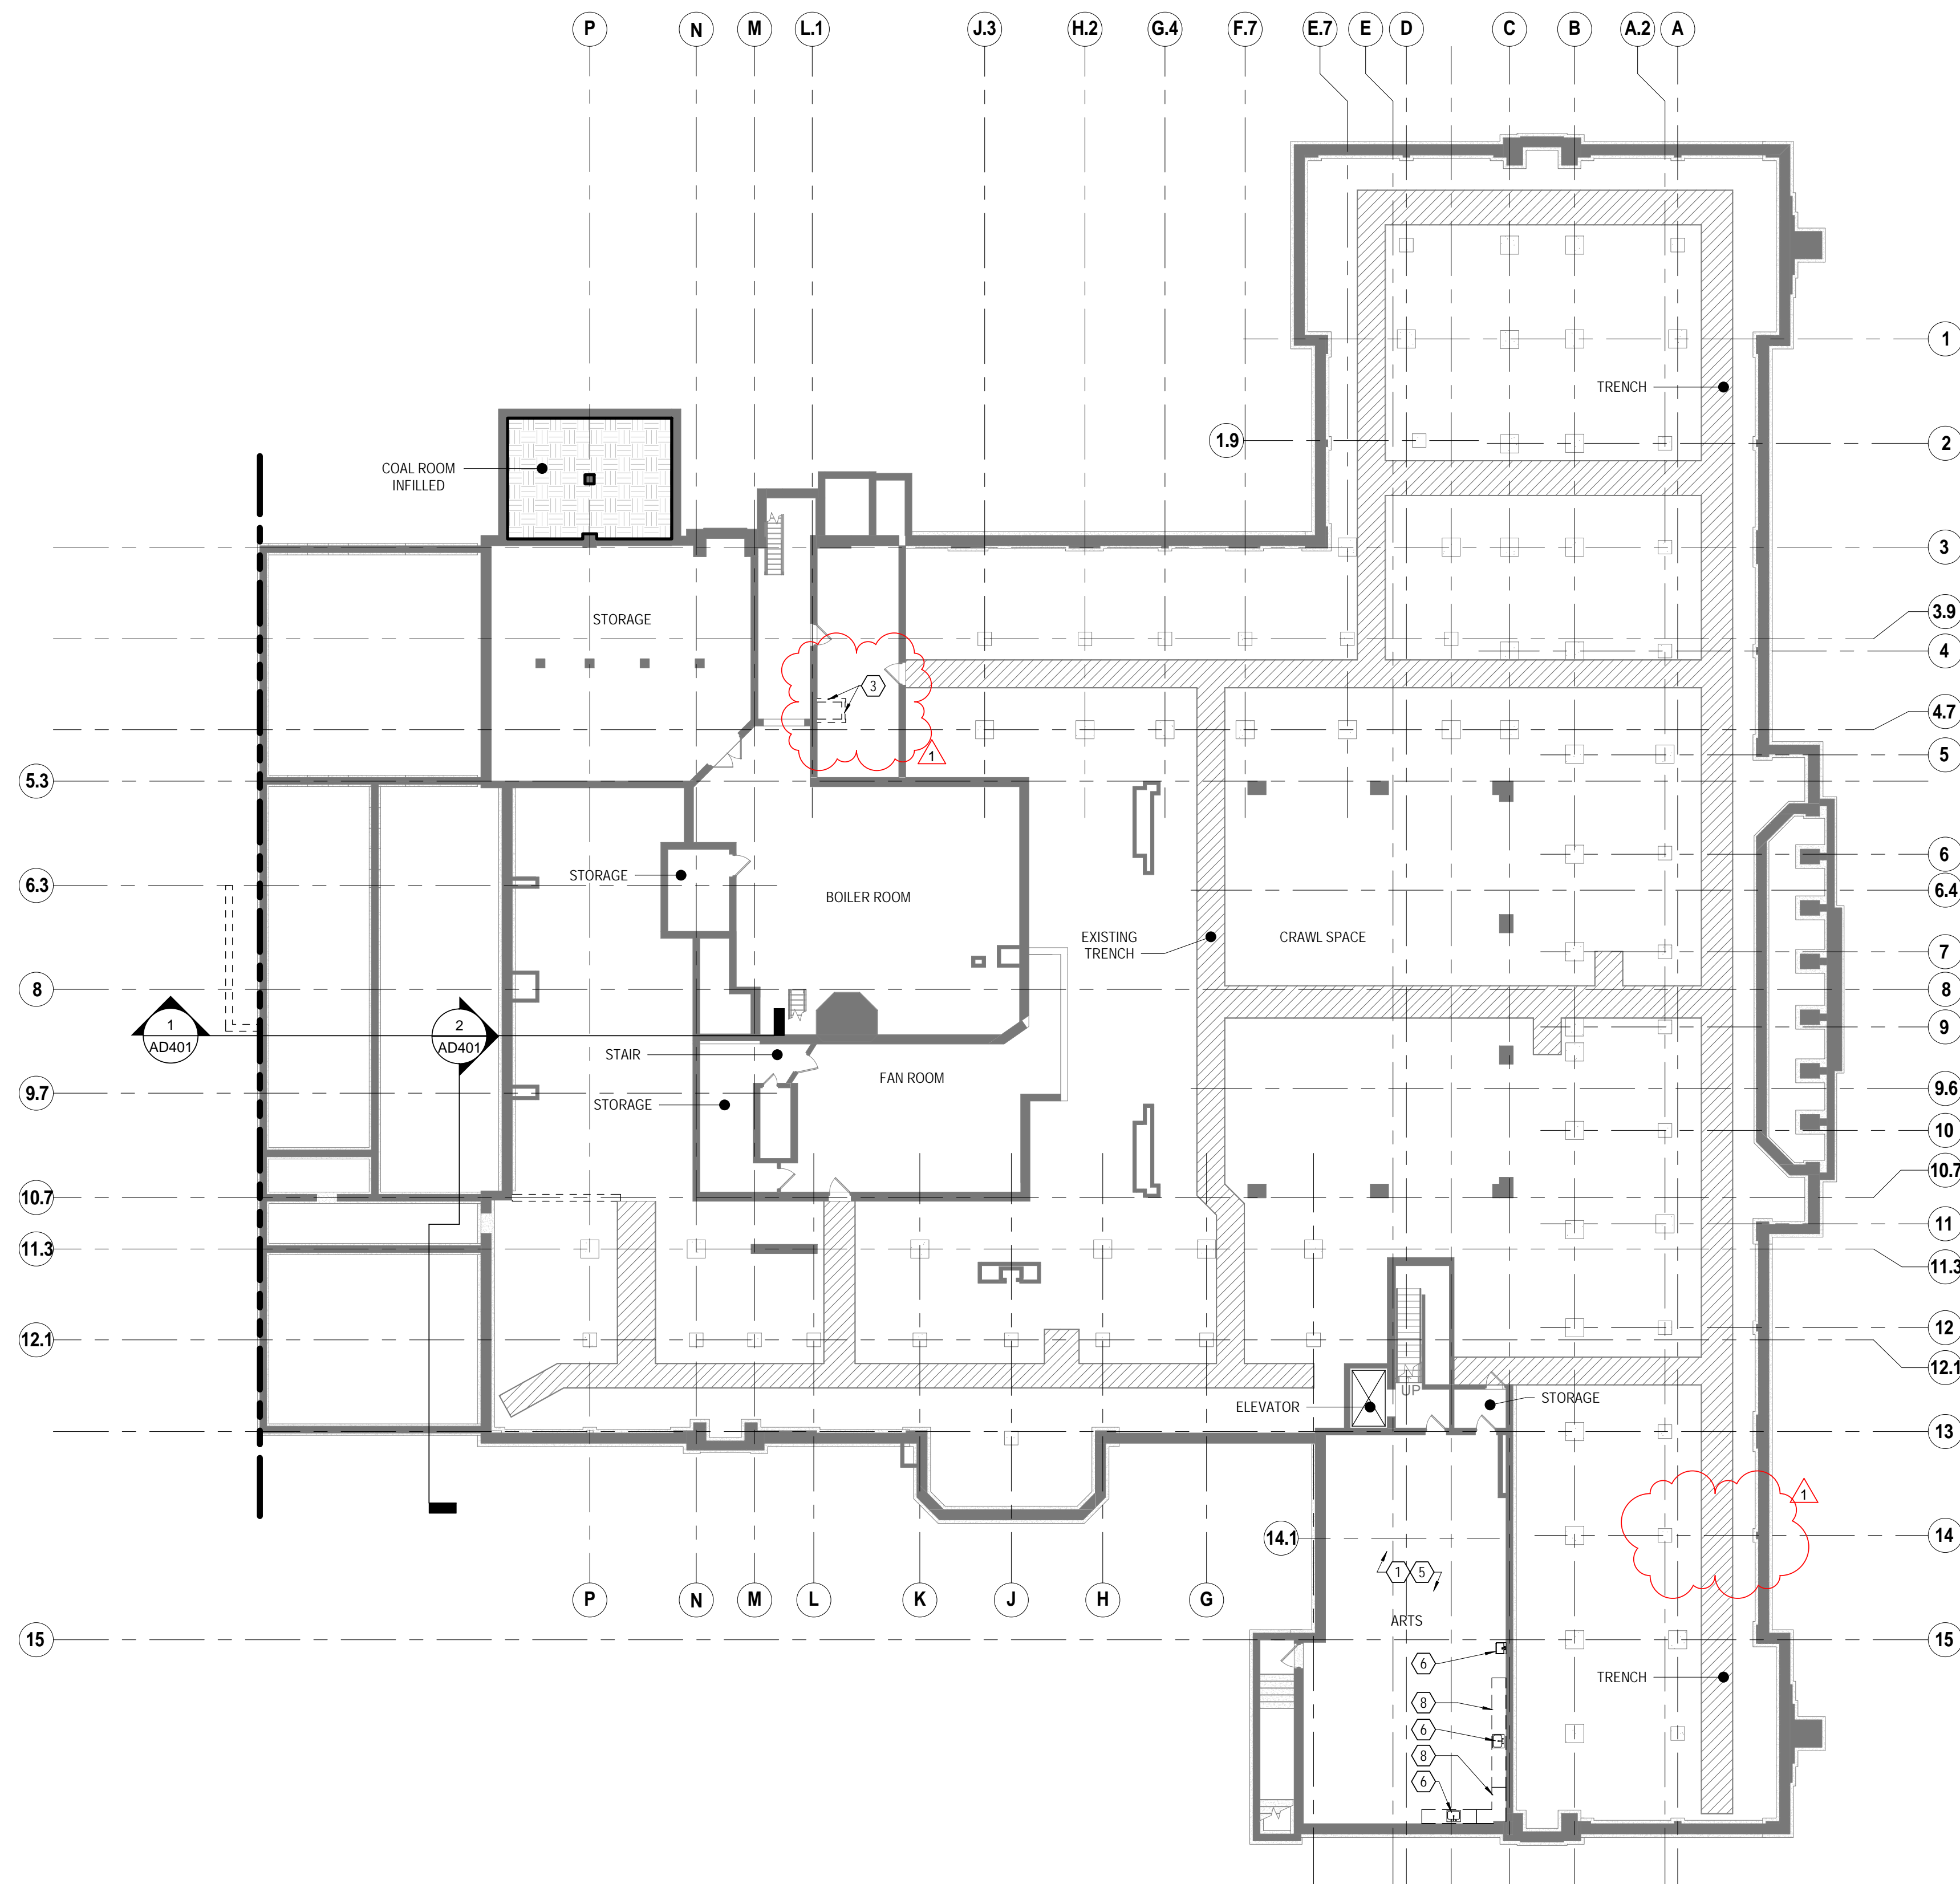 P
N
M
L.1
J.3
H.2
G.4
F.7
E.7
E
D
C
B
A.2
A
1
TRENCH
1.9
2
COAL ROOM
INFILLED
3
STORAGE
3.9
4
3
4.7
1
5
5.3
6
STORAGE
6.3
6.4
BOILER ROOM
EXISTING
TRENCH
CRAWL SPACE
7
8
8
1
AD401
2
AD401
9
STAIR
FAN ROOM
9.7
9.6
STORAGE
10
10.7
10.7
11
11.3
11.3
12.1
12
12.1
UP
STORAGE
ELEVATOR
13
1
14.1
14
1
5
P
N
M
L
K
J
H
G
ARTS
15
15
6
TRENCH
8
6
8
6